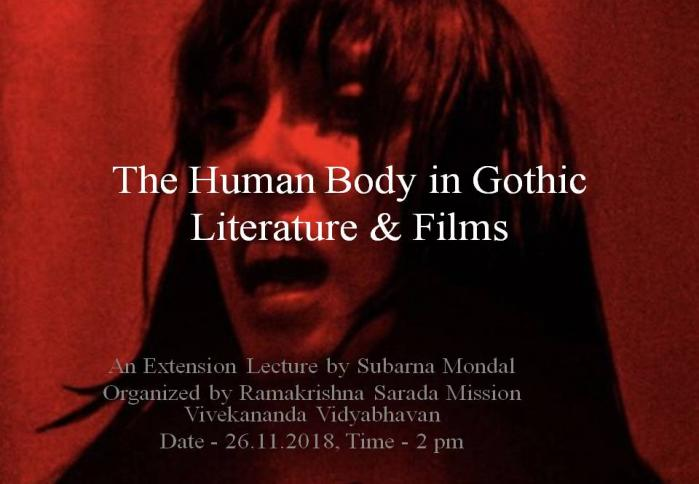 The Human Body in Gothic
Literature & Films
An Extension Lecture by Subarna Mondal
Organized by Ramakrishna Sarada Mission
Vivekananda Vidyabhavan
Date - 26.11.2018, Time - 2 pm